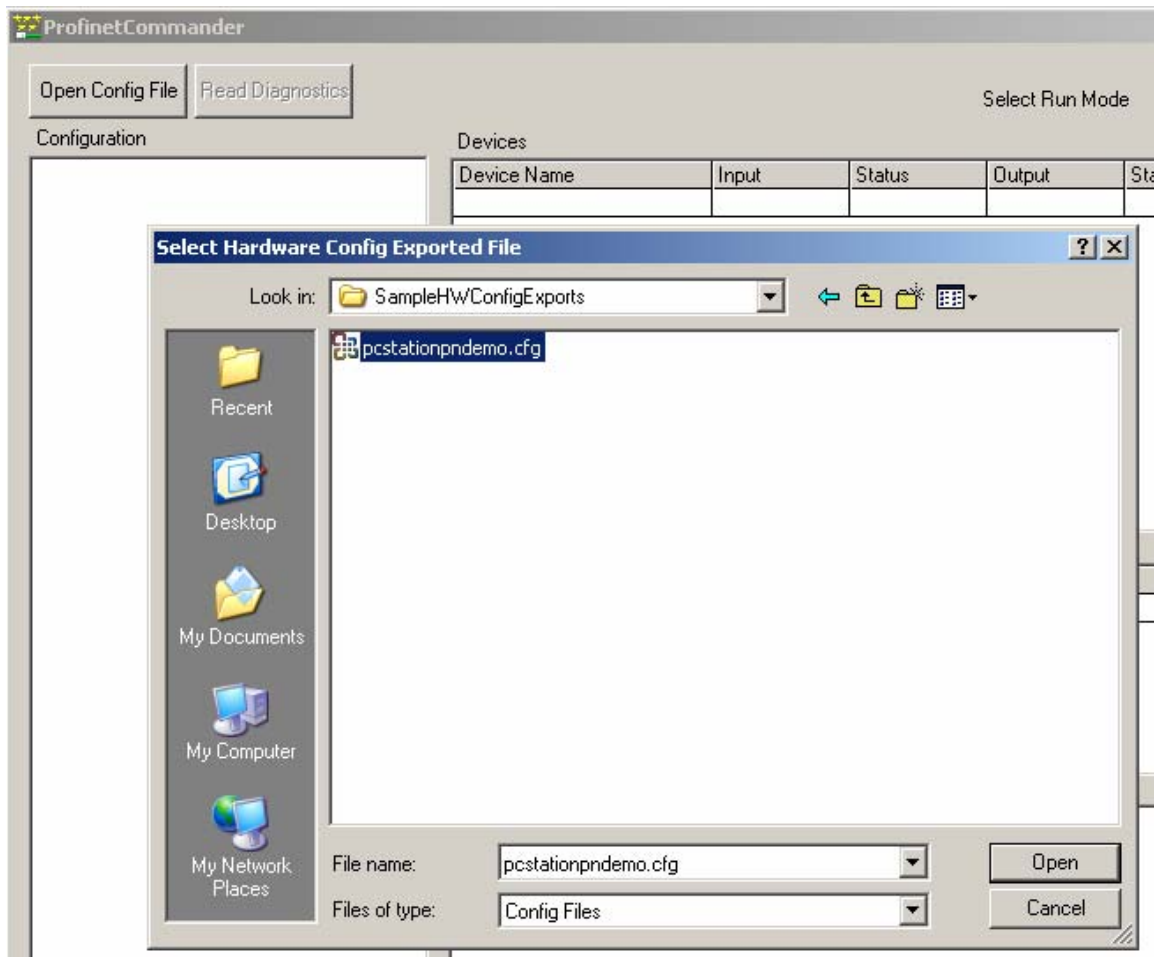 ProfinetCommander
Open Config File
Read Diagnostics
Select Run Mode
Configuration
Devices
Device Name
Input
Status
Output
Sta
Select Hardware Config Exported File
Look in:
SampleHWConfigExports
pcstationpndemo.cfg
Recent
Desktop
My Documents
My Computer
My Network
Places
File name:
pcstationpndemo.cfg
Open
Files of type:
Config Files
Cancel